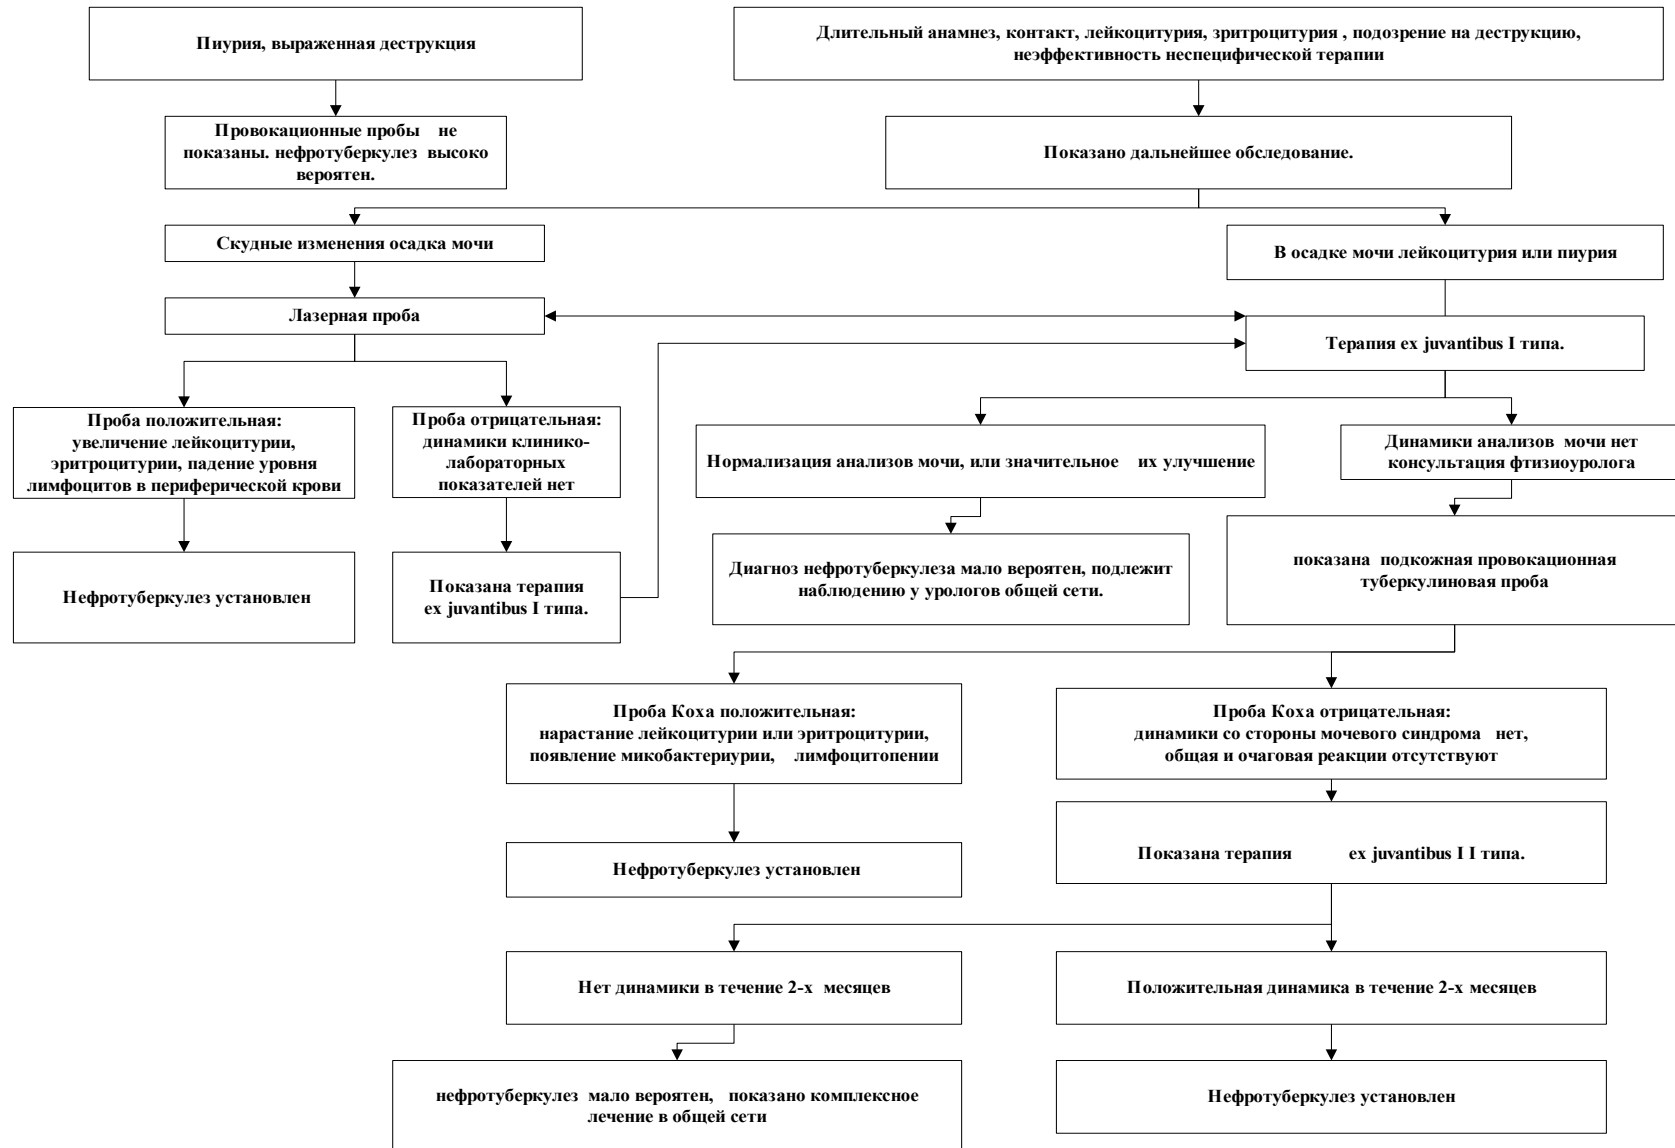 Пиурия, выраженная деструкция
Длительный анамнез, контакт, лейкоцитурия, зритроцитурия , подозрение на деструкцию,
неэффективность неспецифической терапии
Провокационные пробы не
показаны. нефротуберкулез высоко
вероятен.
Показано дальнейшее обследование.
Скудные изменения осадка мочи
В осадке мочи лейкоцитурия или пиурия
Лазерная проба
Терапия ex juvantibus I типа.
Проба положительная:
увеличение лейкоцитурии,
эритроцитурии, падение уровня
лимфоцитов в периферической крови
Проба отрицательная:
динамики клинико-
лабораторных
показателей нет
Нормализация анализов мочи, или значительное их улучшение
Динамики анализов мочи нет
консультация фтизиоуролога
Нефротуберкулез установлен
Показана терапия
ex juvantibus I типа.
Диагноз нефротуберкулеза мало вероятен, подлежит
наблюдению у урологов общей сети.
показана подкожная провокационная
туберкулиновая проба
Проба Коха положительная:
нарастание лейкоцитурии или эритроцитурии,
появление микобактериурии, лимфоцитопении
Проба Коха отрицательная:
динамики со стороны мочевого синдрома нет,
общая и очаговая реакции отсутствуют
Нефротуберкулез установлен
Показана терапия ex juvantibus I I типа.
Нет динамики в течение 2-х месяцев
Положительная динамика в течение 2-х месяцев
нефротуберкулез мало вероятен, показано комплексное
лечение в общей сети
Нефротуберкулез установлен